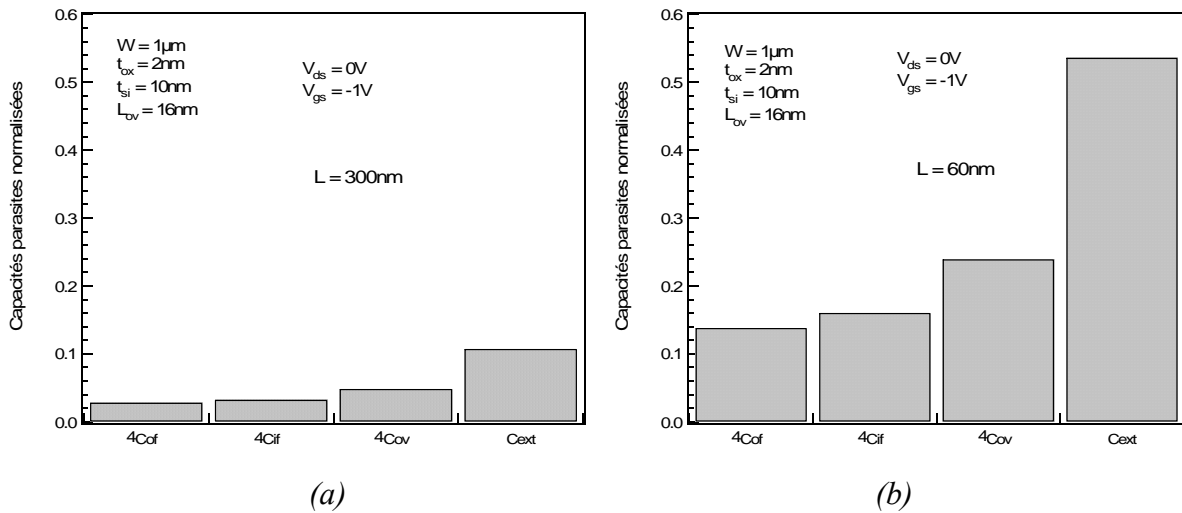 Capacités parasites normalisées
0.6
0.5
0.4
0.3
0.2
0.1
0.0
W = 1µm
t_ox = 2nm
t_si = 10nm
L_ov = 16nm
V_ds = 0V
V_gs = -1V
L = 300nm
4Cof 4Cif 4Cov Cext
(a)
Capacités parasites normalisées
0.6
0.5
0.4
0.3
0.2
0.1
0.0
W = 1µm
t_ox = 2nm
t_si = 10nm
L_ov = 16nm
V_ds = 0V
V_gs = -1V
L = 60nm
4Cof 4Cif 4Cov Cext
(b)